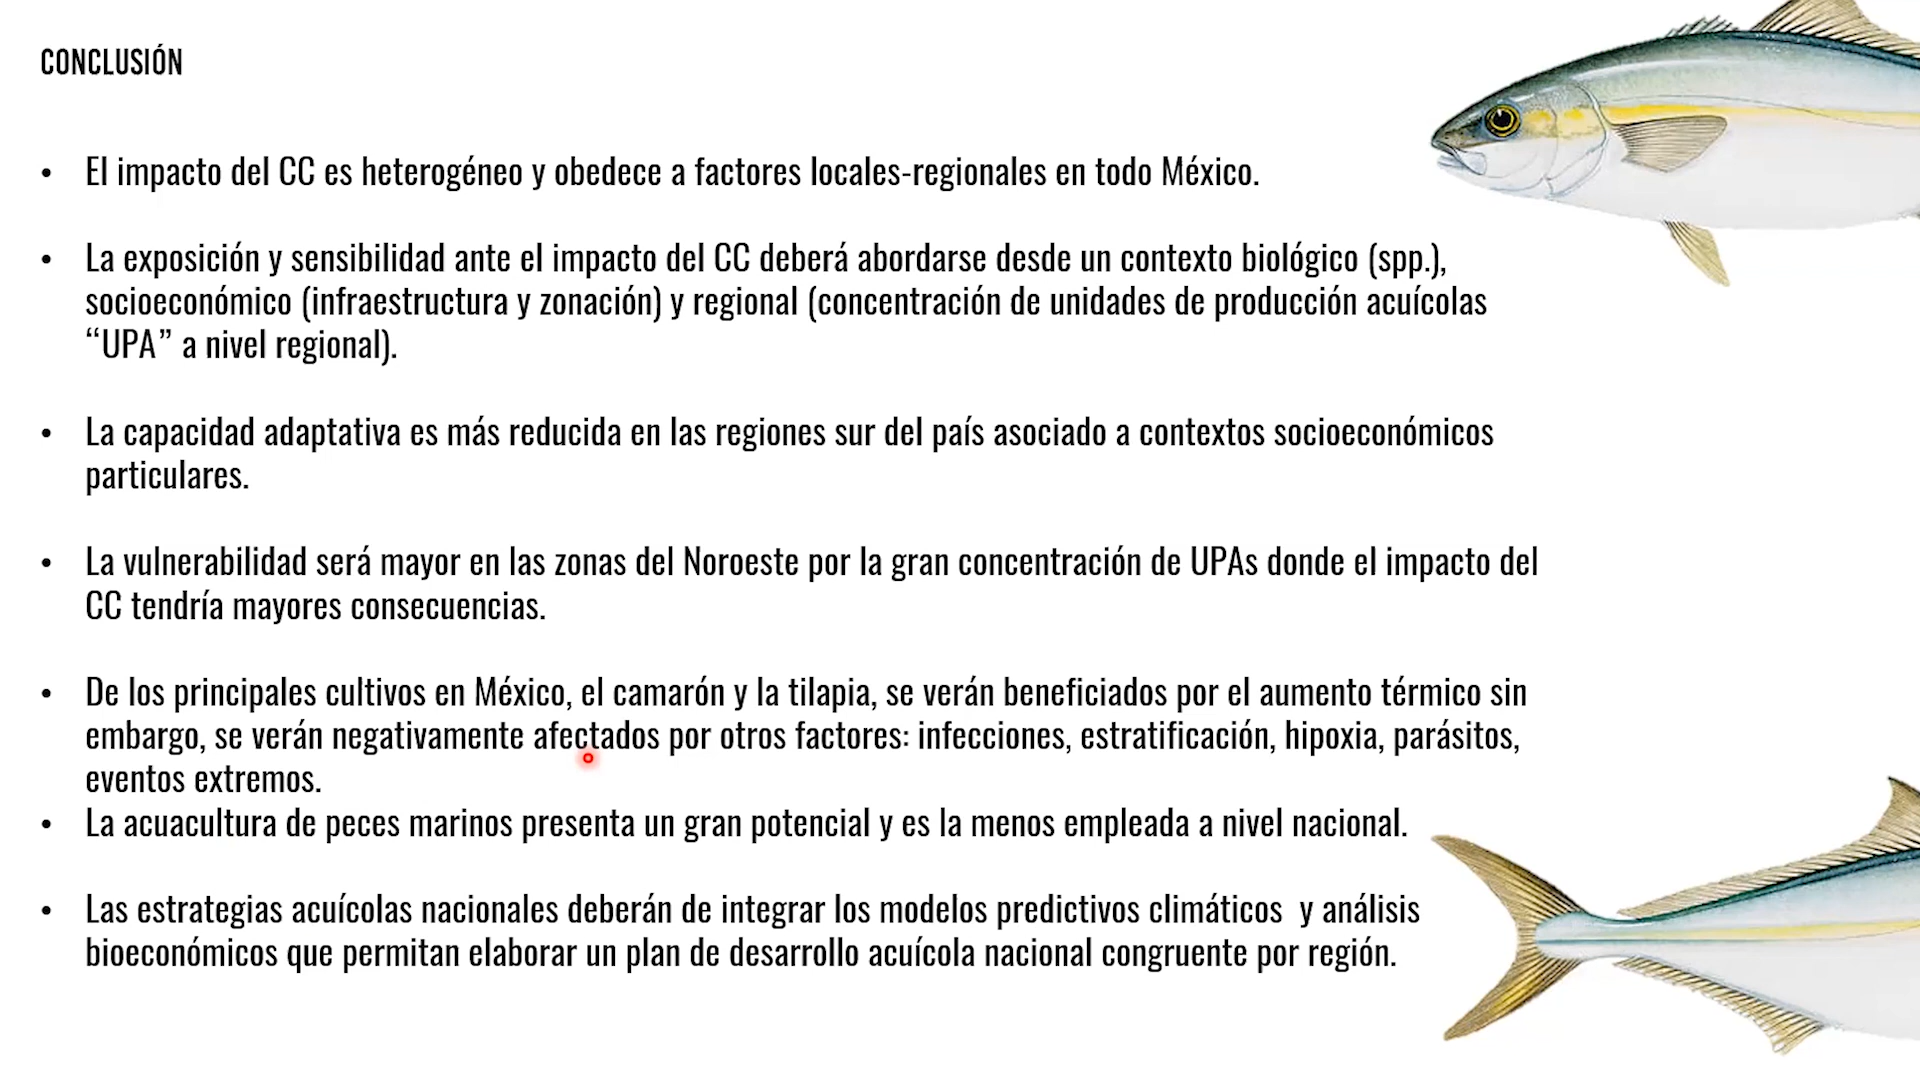 CONCLUSIÓN
• El impacto del CC es heterogéneo y obedece a factores locales-regionales en todo México.
• La exposición y sensibilidad ante el impacto del CC deberá abordarse desde un contexto biológico (spp.),
socioeconómico (infraestructura y zonación) y regional (concentración de unidades de producción acuícolas
“UPA” a nivel regional).
• La capacidad adaptativa es más reducida en las regiones sur del país asociado a contextos socioeconómicos
particulares.
• La vulnerabilidad será mayor en las zonas del Noroeste por la gran concentración de UPAs donde el impacto del
CC tendría mayores consecuencias.
• De los principales cultivos en México, el camarón y la tilapia, se verán beneficiados por el aumento térmico sin
embargo, se verán negativamente afectados por otros factores: infecciones, estratificación, hipoxia, parásitos,
eventos extremos.
• La acuacultura de peces marinos presenta un gran potencial y es la menos empleada a nivel nacional.
• Las estrategias acuícolas nacionales deberán de integrar los modelos predictivos climáticos  y análisis
bioeconómicos que permitan elaborar un plan de desarrollo acuícola nacional congruente por región.